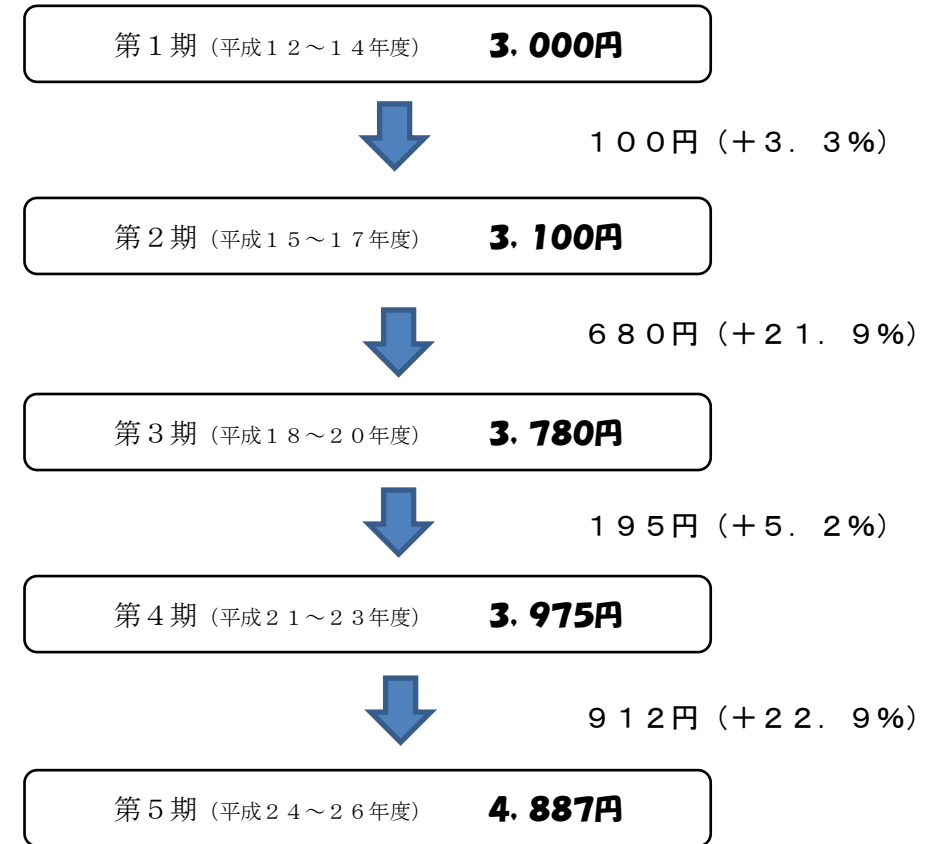 第１期（平成１２～１４年度） 3,000円
１００円（＋３．３%）
第２期（平成１５～１７年度） 3,100円
６８０円（＋２１．９%）
第３期（平成１８～２０年度） 3,780円
１９５円（＋５．２%）
第４期（平成２１～２３年度） 3,975円
９１２円（＋２２．９%）
第５期（平成２４～２６年度） 4,887円